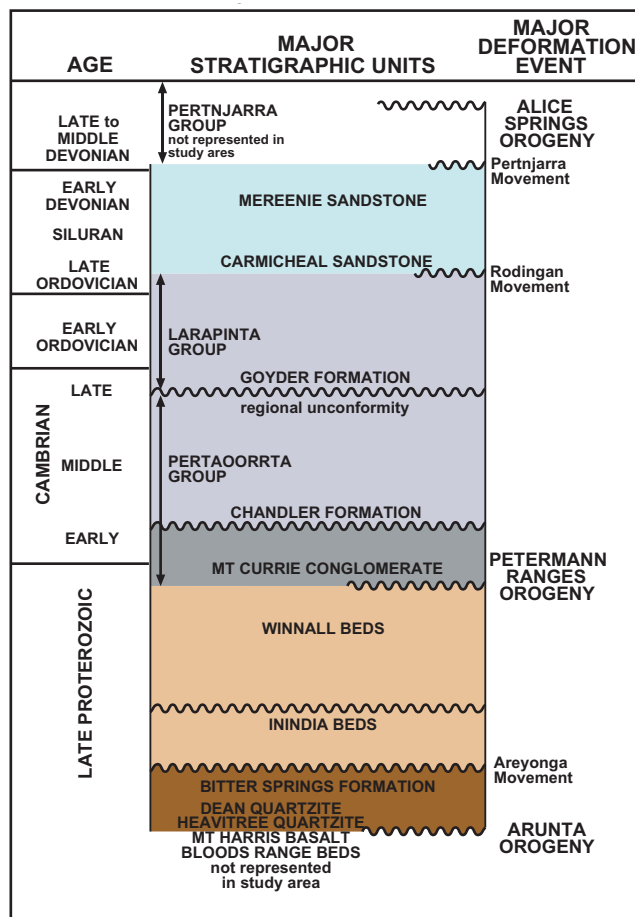 AGE
MAJOR
STRATIGRAPHIC UNITS
MAJOR
DEFORMATION
EVENT
LATE to
MIDDLE
DEVONIAN
PERTNJARRA
GROUP
not represented in
study ares
ALICE
SPRINGS
OROGENY
Pertnjarra
Movement
EARLY
DEVONIAN
MEREENIE SANDSTONE
SILURAN
LATE
ORDOVICIAN
CARMICHEAL SANDSTONE
Rodingan
Movement
EARLY
ORDOVICIAN
LARAPINTA
GROUP
GOYDER FORMATION
regional unconformity
CAMBRIAN
LATE
MIDDLE
EARLY
PERTAOORRTA
GROUP
CHANDLER FORMATION
MT CURRIE CONGLOMERATE
PETERMANN
RANGES
OROGENY
LATE PROTEROZOIC
WINNALL BEDS
ININDIA BEDS
Areyonga
Movement
BITTER SPRINGS FORMATION
DEAN QUARTZITE
HEAVITREE QUARTZITE
MT HARRIS BASALT
BLOODS RANGE BEDS
not represented
in study area
ARUNTA
OROGENY